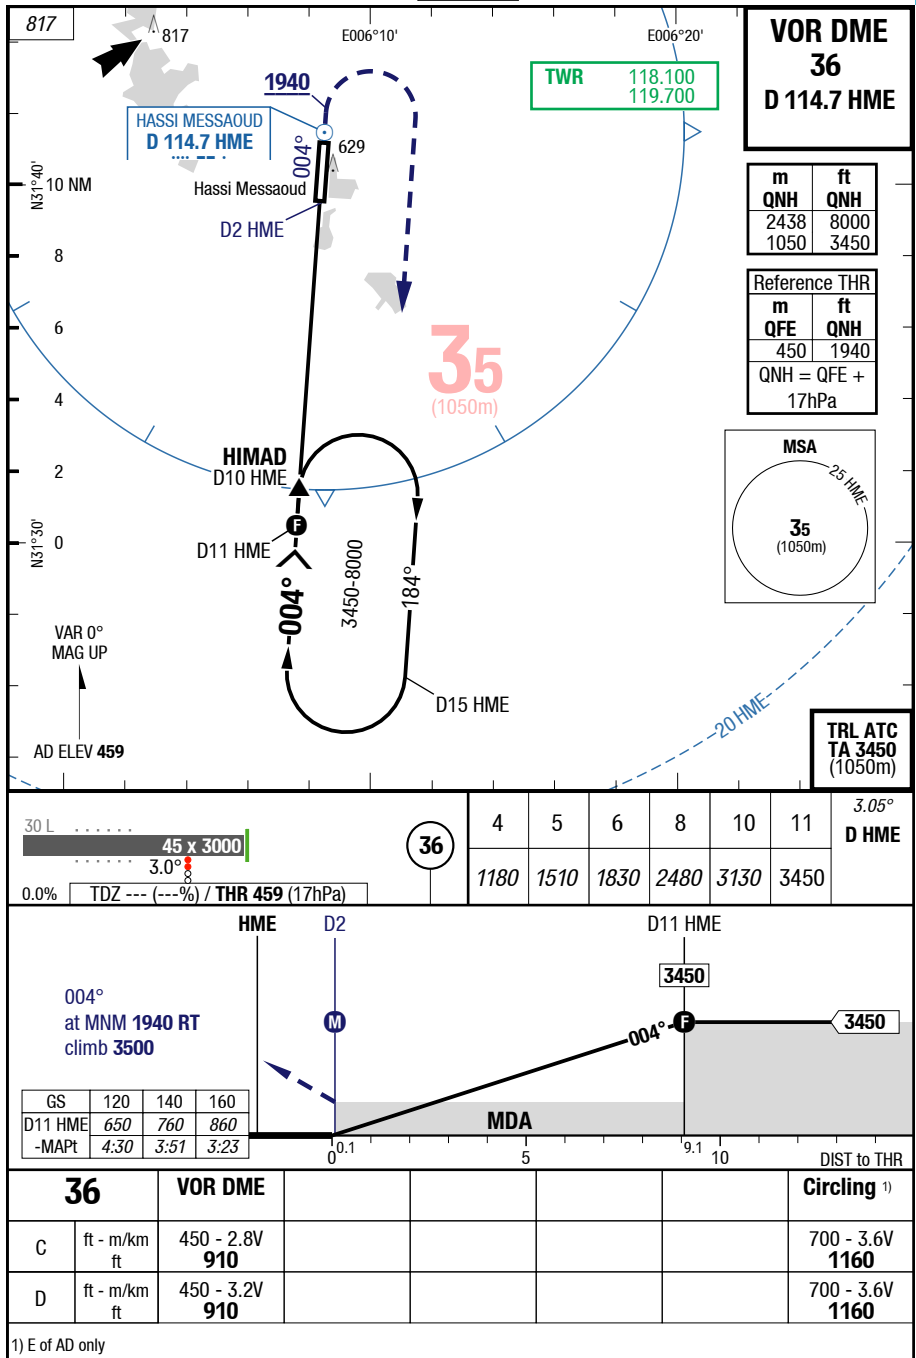 817
817
E006°10'
E006°20'
VOR DME
36
D 114.7 HME
TWR 118.100
119.700
1940
HASSI MESSAOUD
D 114.7 HME
004°
629
N31°40'
10 NM
Hassi Messaoud
D2 HME
m ft
QNH QNH
2438 8000
1050 3450
8
Reference THR
m ft
QFE QNH
450 1940
QNH = QFE +
17hPa
6
35
(1050m)
4
MSA
25 HME
35
(1050m)
HIMAD
D10 HME
2
F
D11 HME
N31°30'
0
004°
3450-8000
184°
VAR 0°
MAG UP
D15 HME
20 HME
AD ELEV 459
TRL ATC
TA 3450
(1050m)
30 L
45 x 3000
3.0°
0.0%
TDZ --- (---%) / THR 459 (17hPa)
36
4 5 6 8 10 11 3.05°
D HME
1180 1510 1830 2480 3130 3450
HME D2 D11 HME
3450
004°
at MNM 1940 RT
climb 3500
M
004°
F
3450
GS 120 140 160
D11 HME 650 760 860
-MAPt 4:30 3:51 3:23
MDA
0 0.1 5 9.1 10 DIST to THR
36 VOR DME Circling 1)
C ft - m/km 450 - 2.8V 700 - 3.6V
ft 910 1160
D ft - m/km 450 - 3.2V 700 - 3.6V
ft 910 1160
1) E of AD only